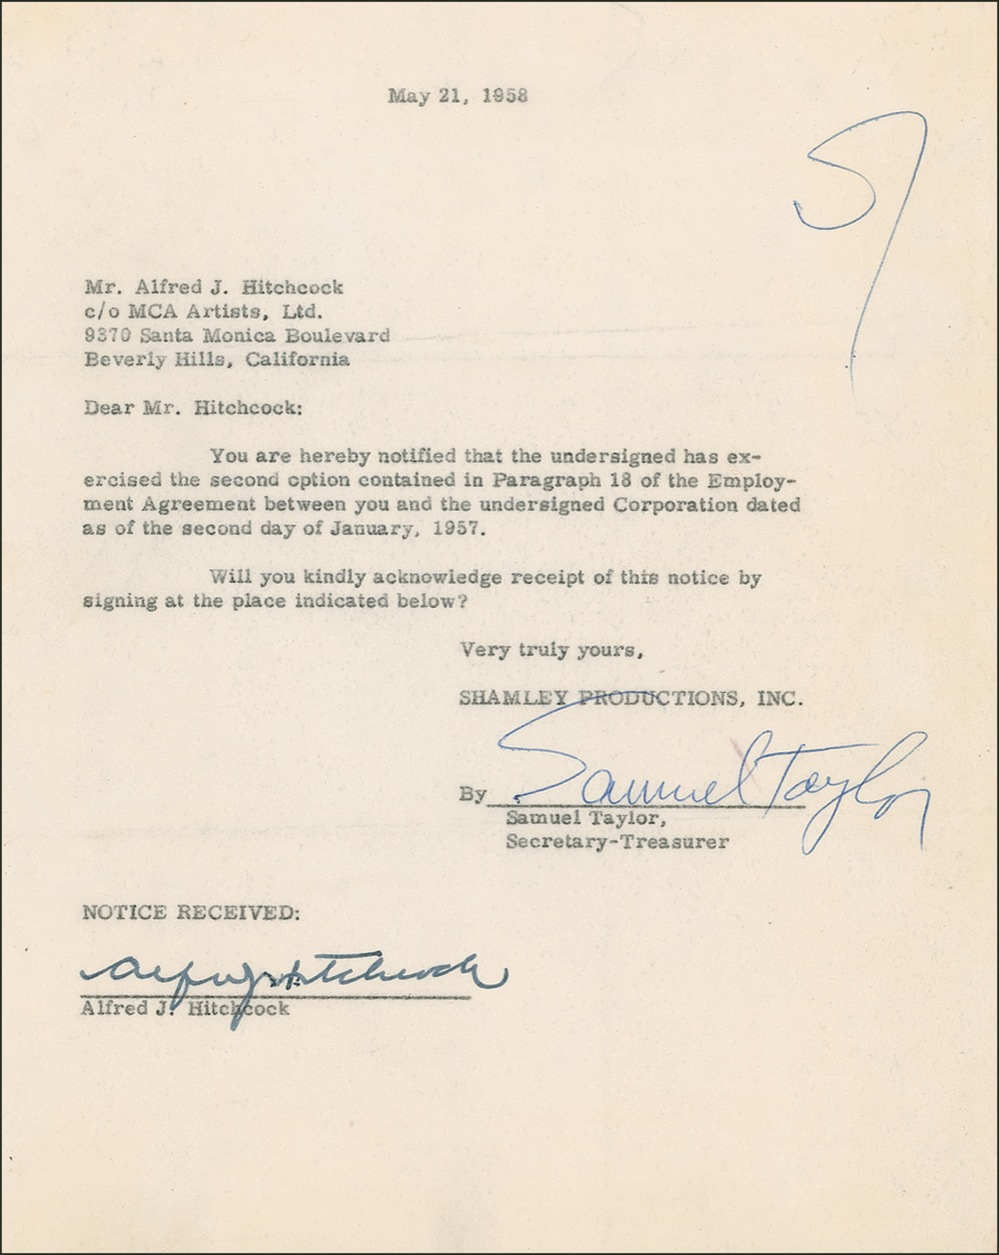 May 21, 1958
Mr. Alfred J. Hitchcock
c/o MCA Artists, Ltd.
9370 Santa Monica Boulevard
Beverly Hills, California
Dear Mr. Hitchcock:
You are hereby notified that the undersigned has ex-
ercised the second option contained in Paragraph 18 of the Employ-
ment Agreement between you and the undersigned Corporation dated
as of the second day of January, 1957.
Will you kindly acknowledge receipt of this notice by
signing at the place indicated below?
Very truly yours,
SHAMLEY PRODUCTIONS, INC.
By Samuel Taylor
Samuel Taylor,
Secretary-Treasurer
NOTICE RECEIVED:
Alfred J. Hitchcock
Alfred J. Hitchcock